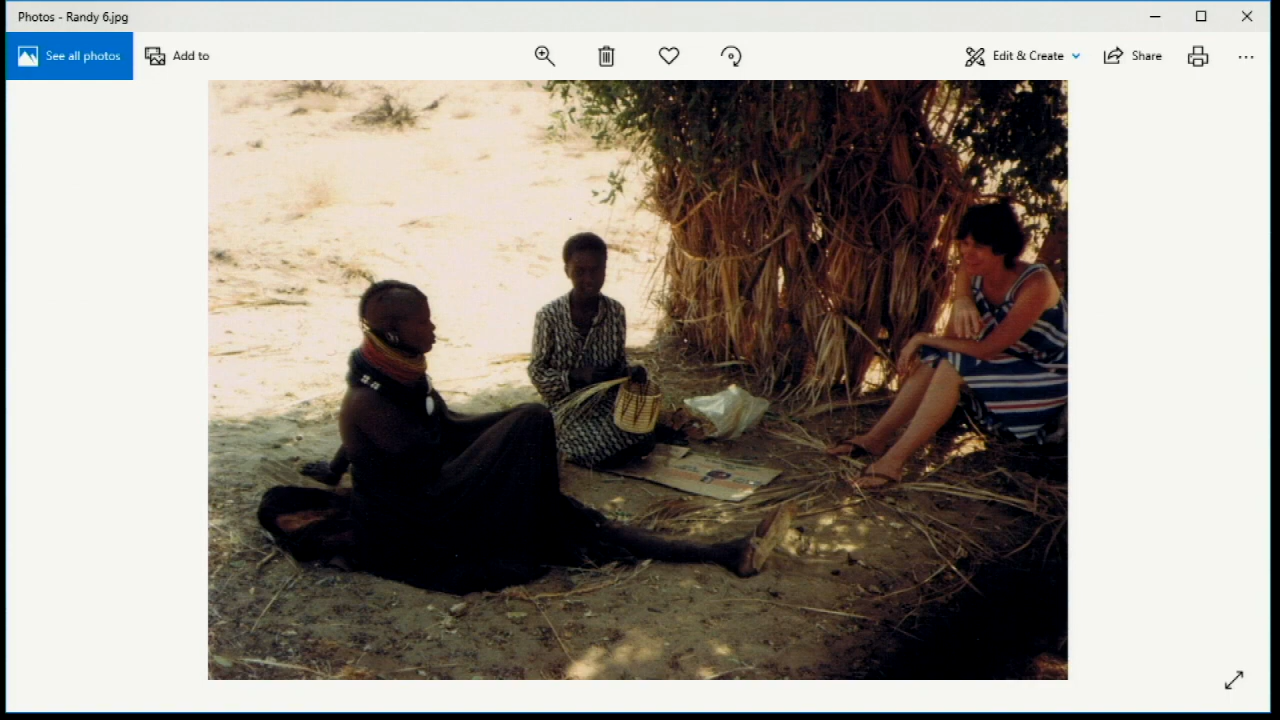 Photos - Randy 6.jpg
See all photos
Add to
Edit & Create
Share